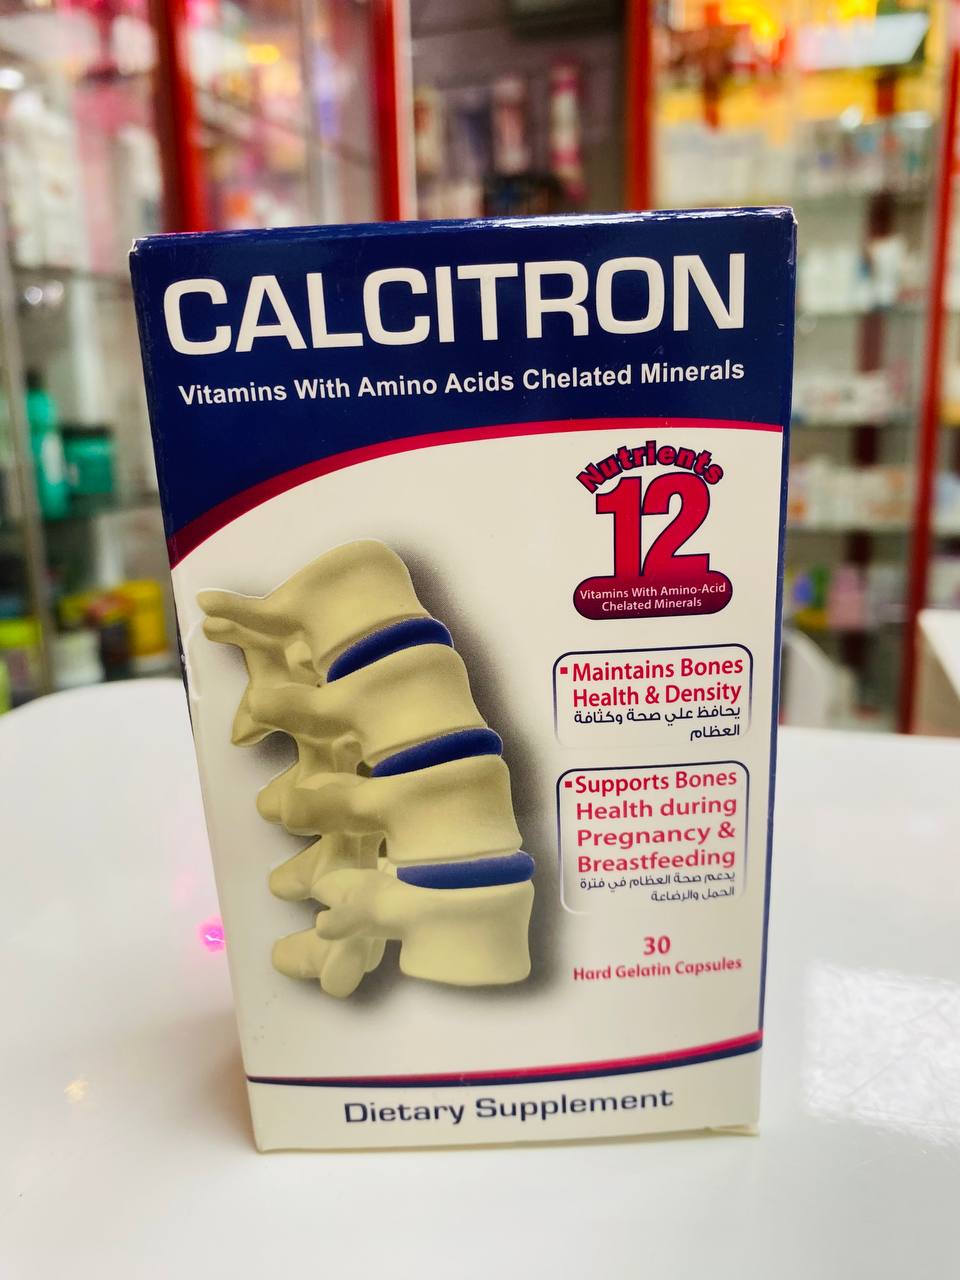 CALCITRON
Vitamins With Amino Acids Chelated Minerals
Nutrients
12
Vitamins With Amino-Acid
Chelated Minerals
▪Maintains Bones
Health & Density
يحافظ علي صحة وكثافة
العظام
▪Supports Bones
Health during
Pregnancy &
Breastfeeding
يدعم صحة العظام في فترة
الحمل والرضاعة
30
Hard Gelatin Capsules
Dietary Supplement